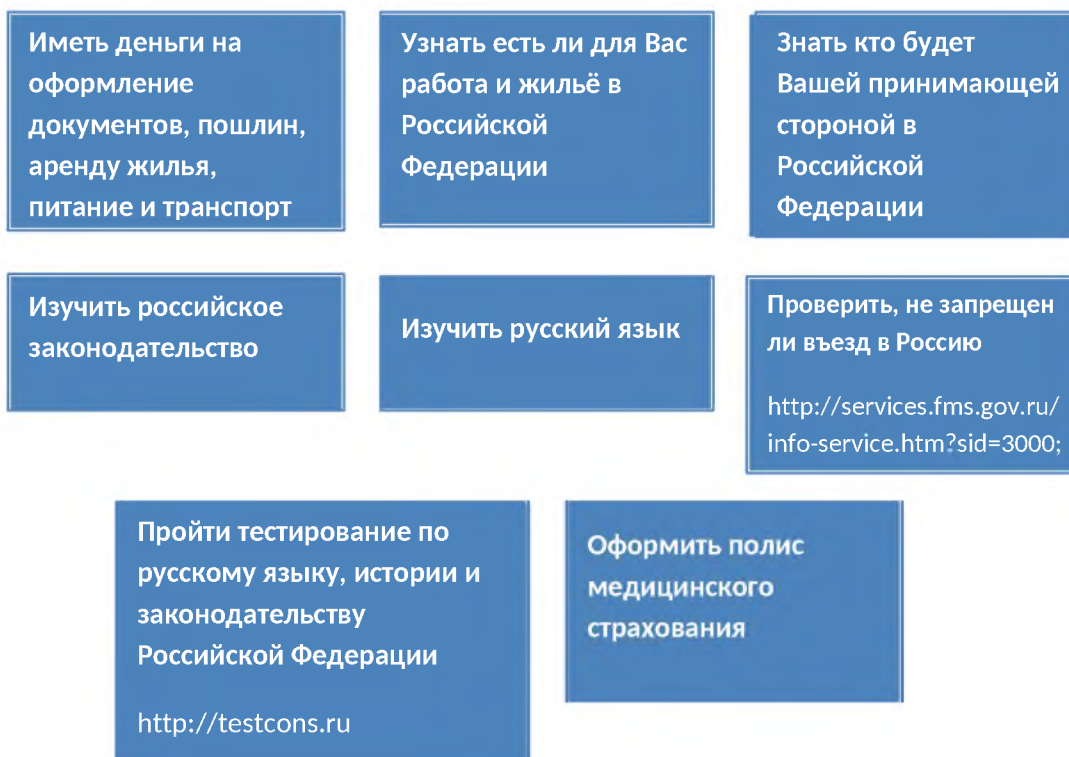 Иметь деньги на
оформление
документов, пошлин,
аренду жилья,
питание и транспорт
Узнать есть ли для Вас
работа и жильё в
Российской
Федерации
Знать кто будет
Вашей принимающей
стороной в
Российской
Федерации
Изучить российское
законодательство
Изучить русский язык
Проверить, не запрещен
ли въезд в Россию
http://services.fms.gov.ru/
info-service.htm?sid=3000;
Пройти тестирование по
русскому языку, истории и
законодательству
Российской Федерации
http://testcons.ru
Оформить полис
медицинского
страхования